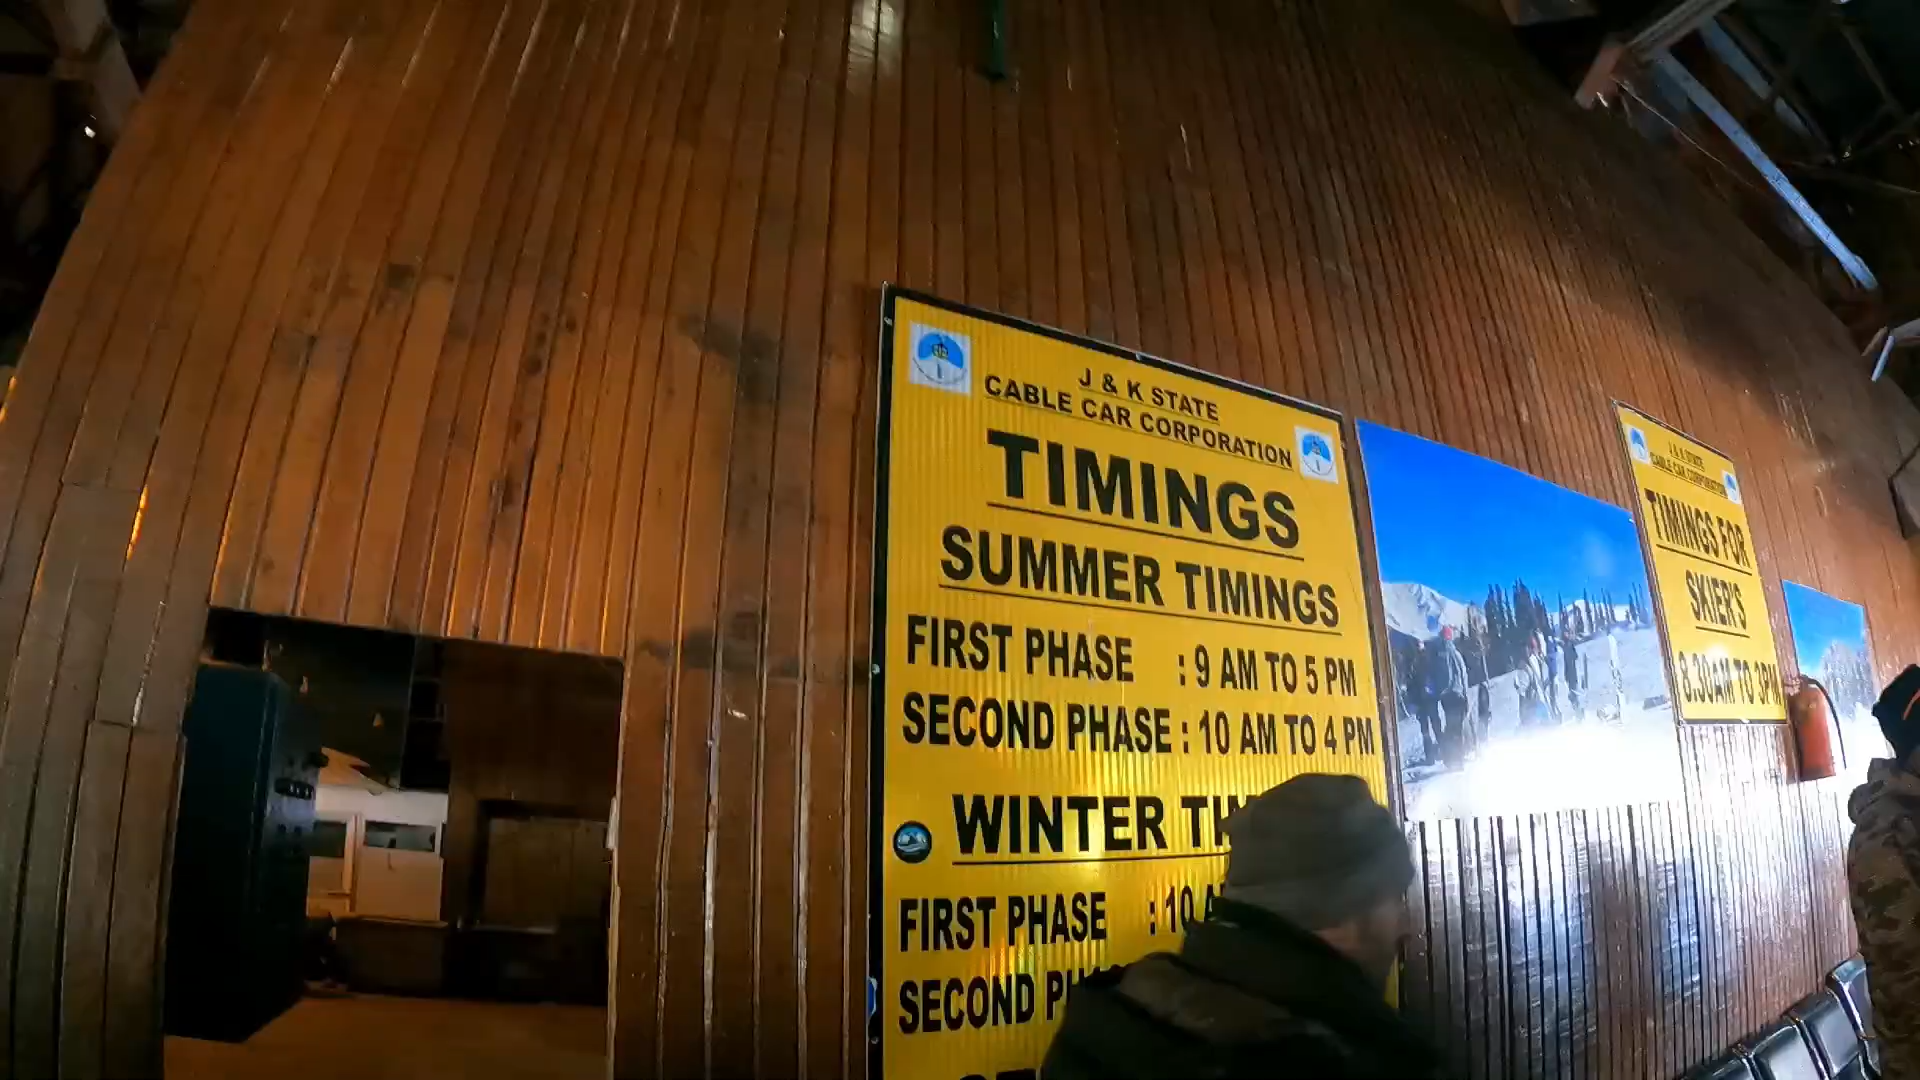 J & K STATE
CABLE CAR CORPORATION
TIMINGS
SUMMER TIMINGS
FIRST PHASE : 9 AM TO 5 PM
SECOND PHASE : 10 AM TO 4 PM
WINTER
FIRST PHASE : 10
SECOND
J & K STATE
CABLE CAR CORPORATION
TIMINGS FOR
SKIER'S
8.30AM TO 3PM